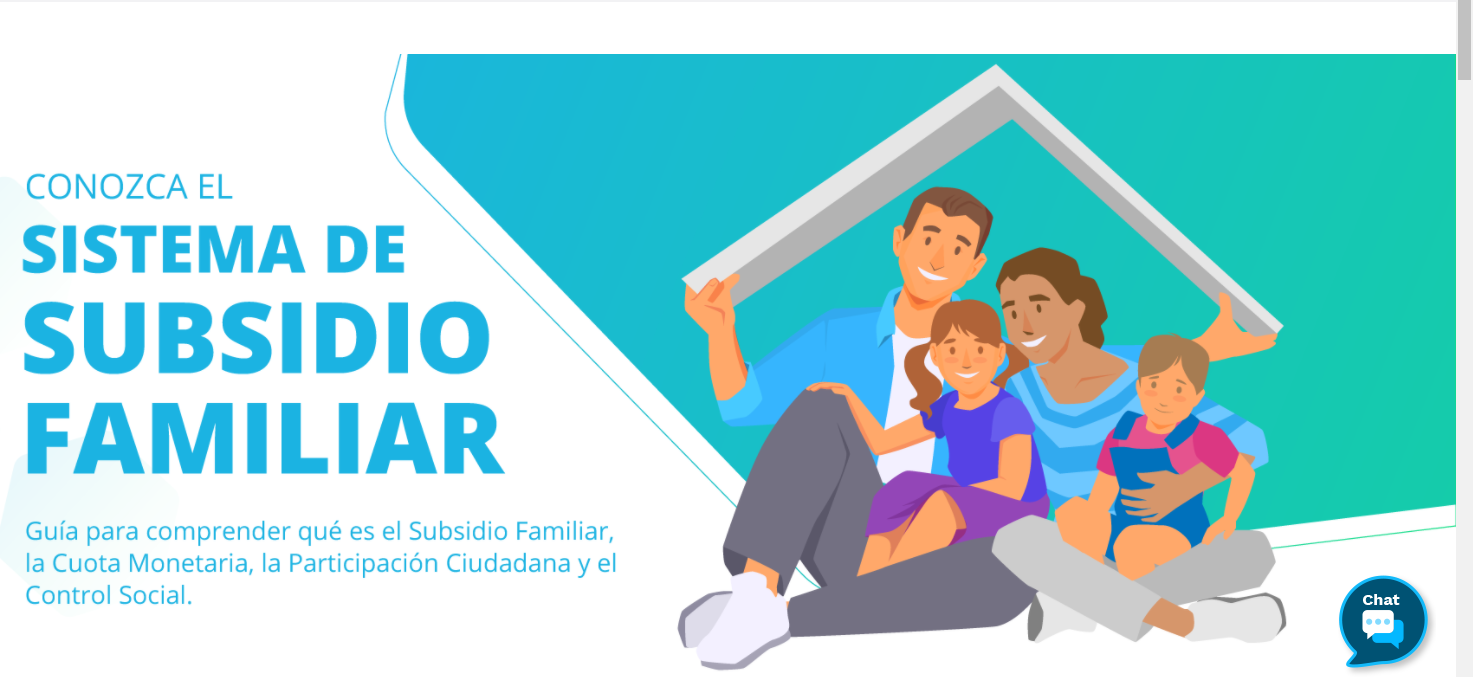 CONOZCA EL
SISTEMA DE
SUBSIDIO
FAMILIAR
Guía para comprender qué es el Subsidio Familiar,
la Cuota Monetaria, la Participación Ciudadana y el
Control Social.
Chat